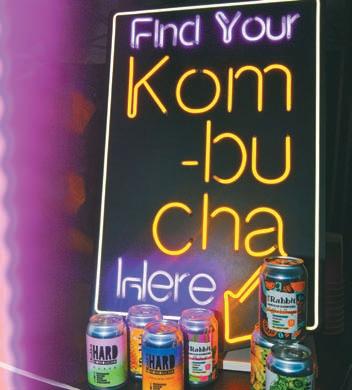 Find Your
Kom
-bu
cha
Here
Rabbit
HARD
Rabbit
HARD